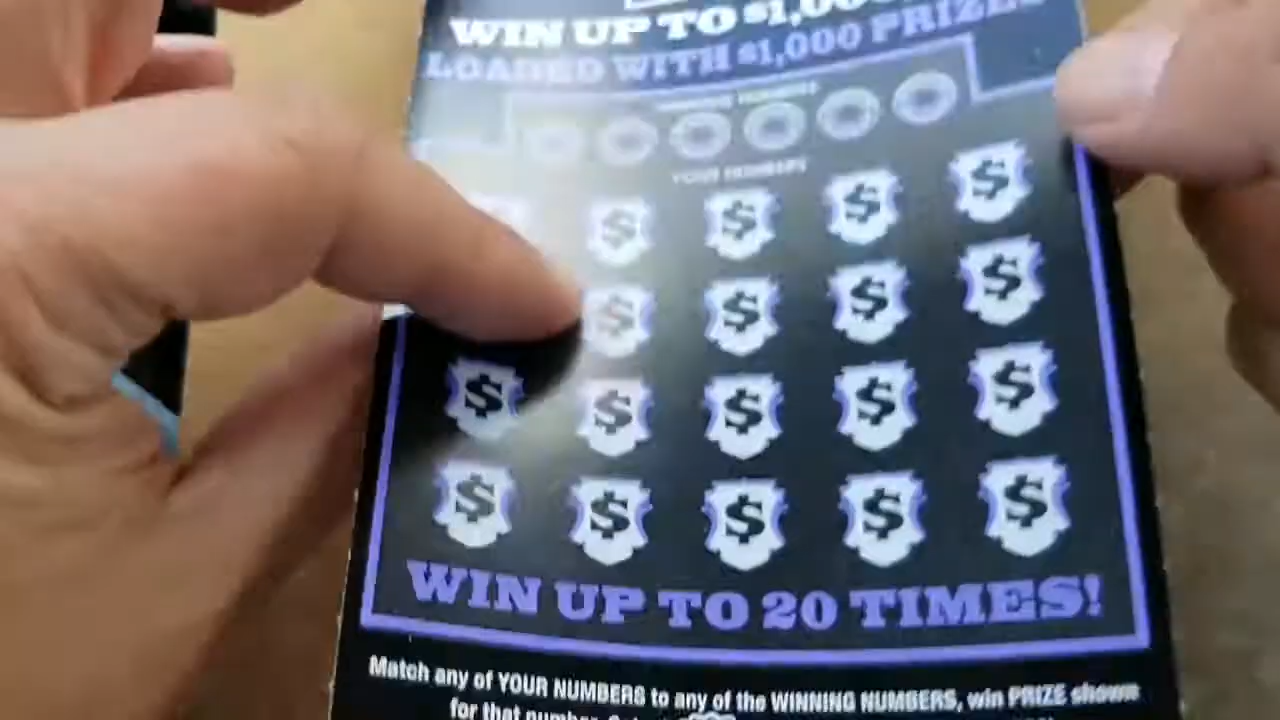 WIN UP TO $1,00
LOADED WITH $1,000 PRIZES
WINNING NUMBERS
YOUR NUMBERS
$ $ $ $
$ $ $ $
$ $ $ $ $
$ $ $ $ $
WIN UP TO 20 TIMES!
Match any of YOUR NUMBERS to any of the WINNING NUMBERS, win PRIZE shown
for that number.